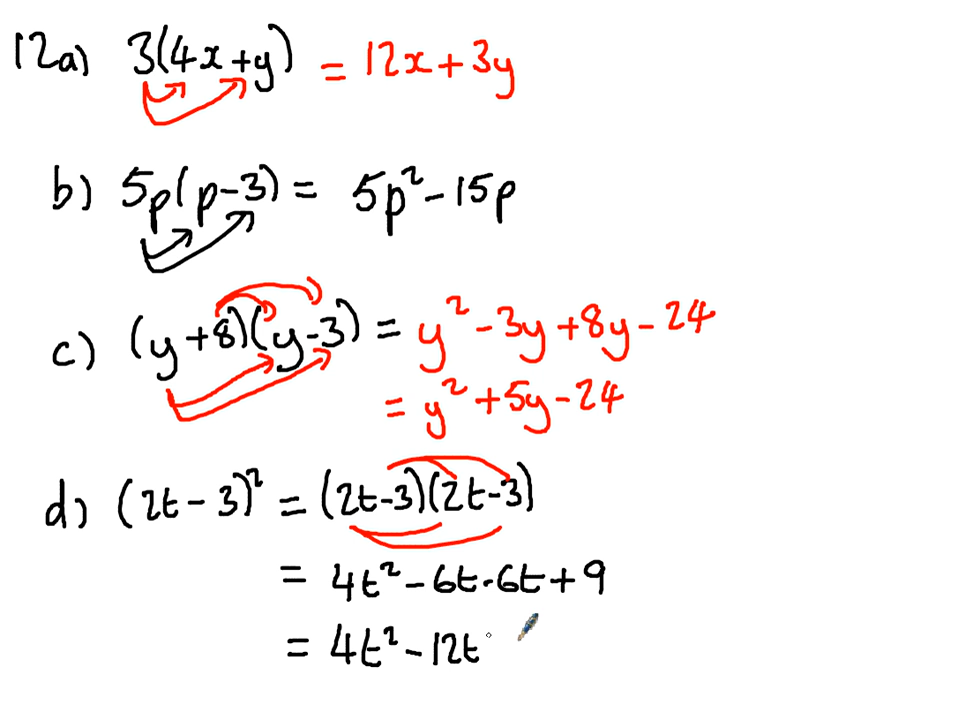 12a) 3(4x+y) = 12x+3y
b) 5p(p-3) = 5p²-15p
c) (y+8)(y-3) = y²-3y+8y-24
= y²+5y-24
d) (2t-3)² = (2t-3)(2t-3)
= 4t²-6t-6t+9
= 4t²-12t